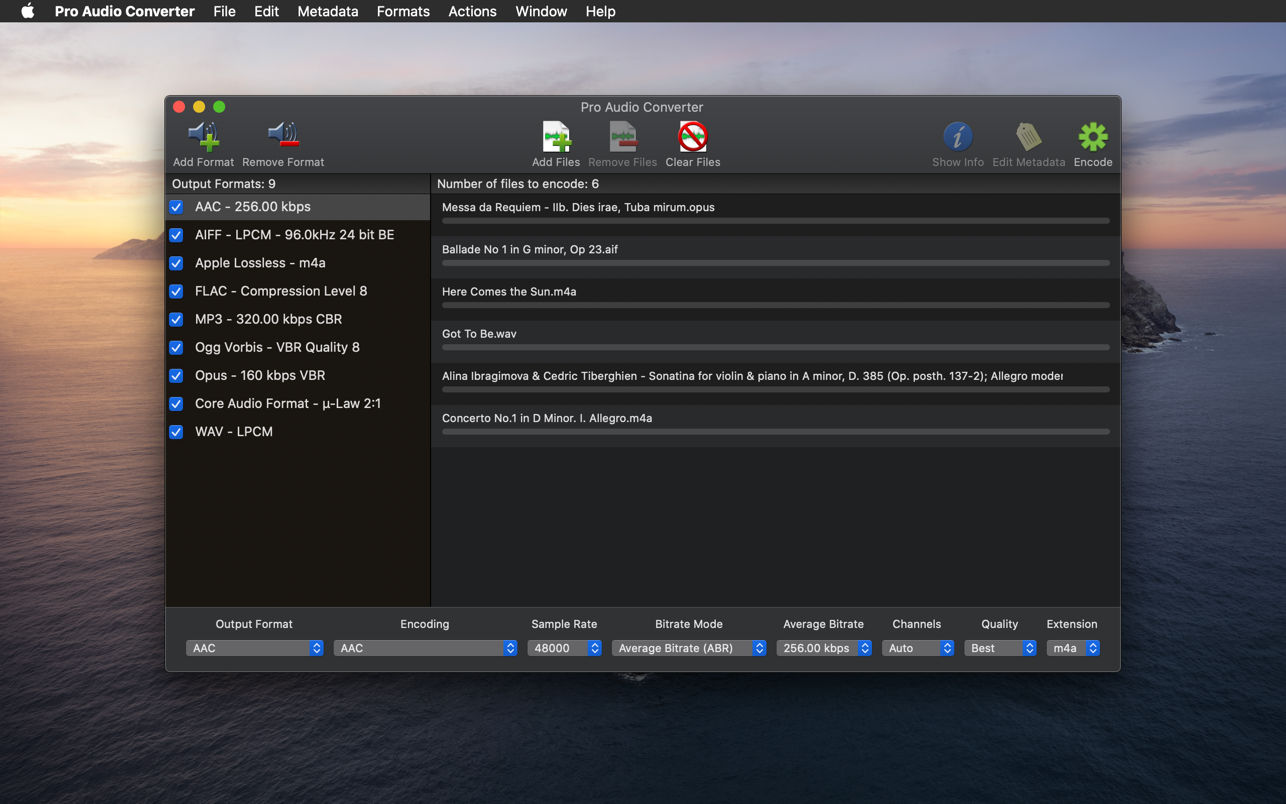 Pro Audio Converter File Edit Metadata Formats Actions Window Help
Pro Audio Converter
Add Format Remove Format Add Files Remove Files Clear Files Show Info Edit Metadata Encode
Output Formats: 9
AAC - 256.00 kbps
AIFF - LPCM - 96.0kHz 24 bit BE
Apple Lossless - m4a
FLAC - Compression Level 8
MP3 - 320.00 kbps CBR
Ogg Vorbis - VBR Quality 8
Opus - 160 kbps VBR
Core Audio Format - µ-Law 2:1
WAV - LPCM
Number of files to encode: 6
Messa da Requiem - IIb. Dies irae, Tuba mirum.opus
Ballade No 1 in G minor, Op 23.aif
Here Comes the Sun.m4a
Got To Be.wav
Alina Ibragimova & Cedric Tiberghien - Sonatina for violin & piano in A minor, D. 385 (Op. posth. 137-2); Allegro moder
Concerto No.1 in D Minor. I. Allegro.m4a
Output Format Encoding Sample Rate Bitrate Mode Average Bitrate Channels Quality Extension
AAC AAC 48000 Average Bitrate (ABR) 256.00 kbps Auto Best m4a